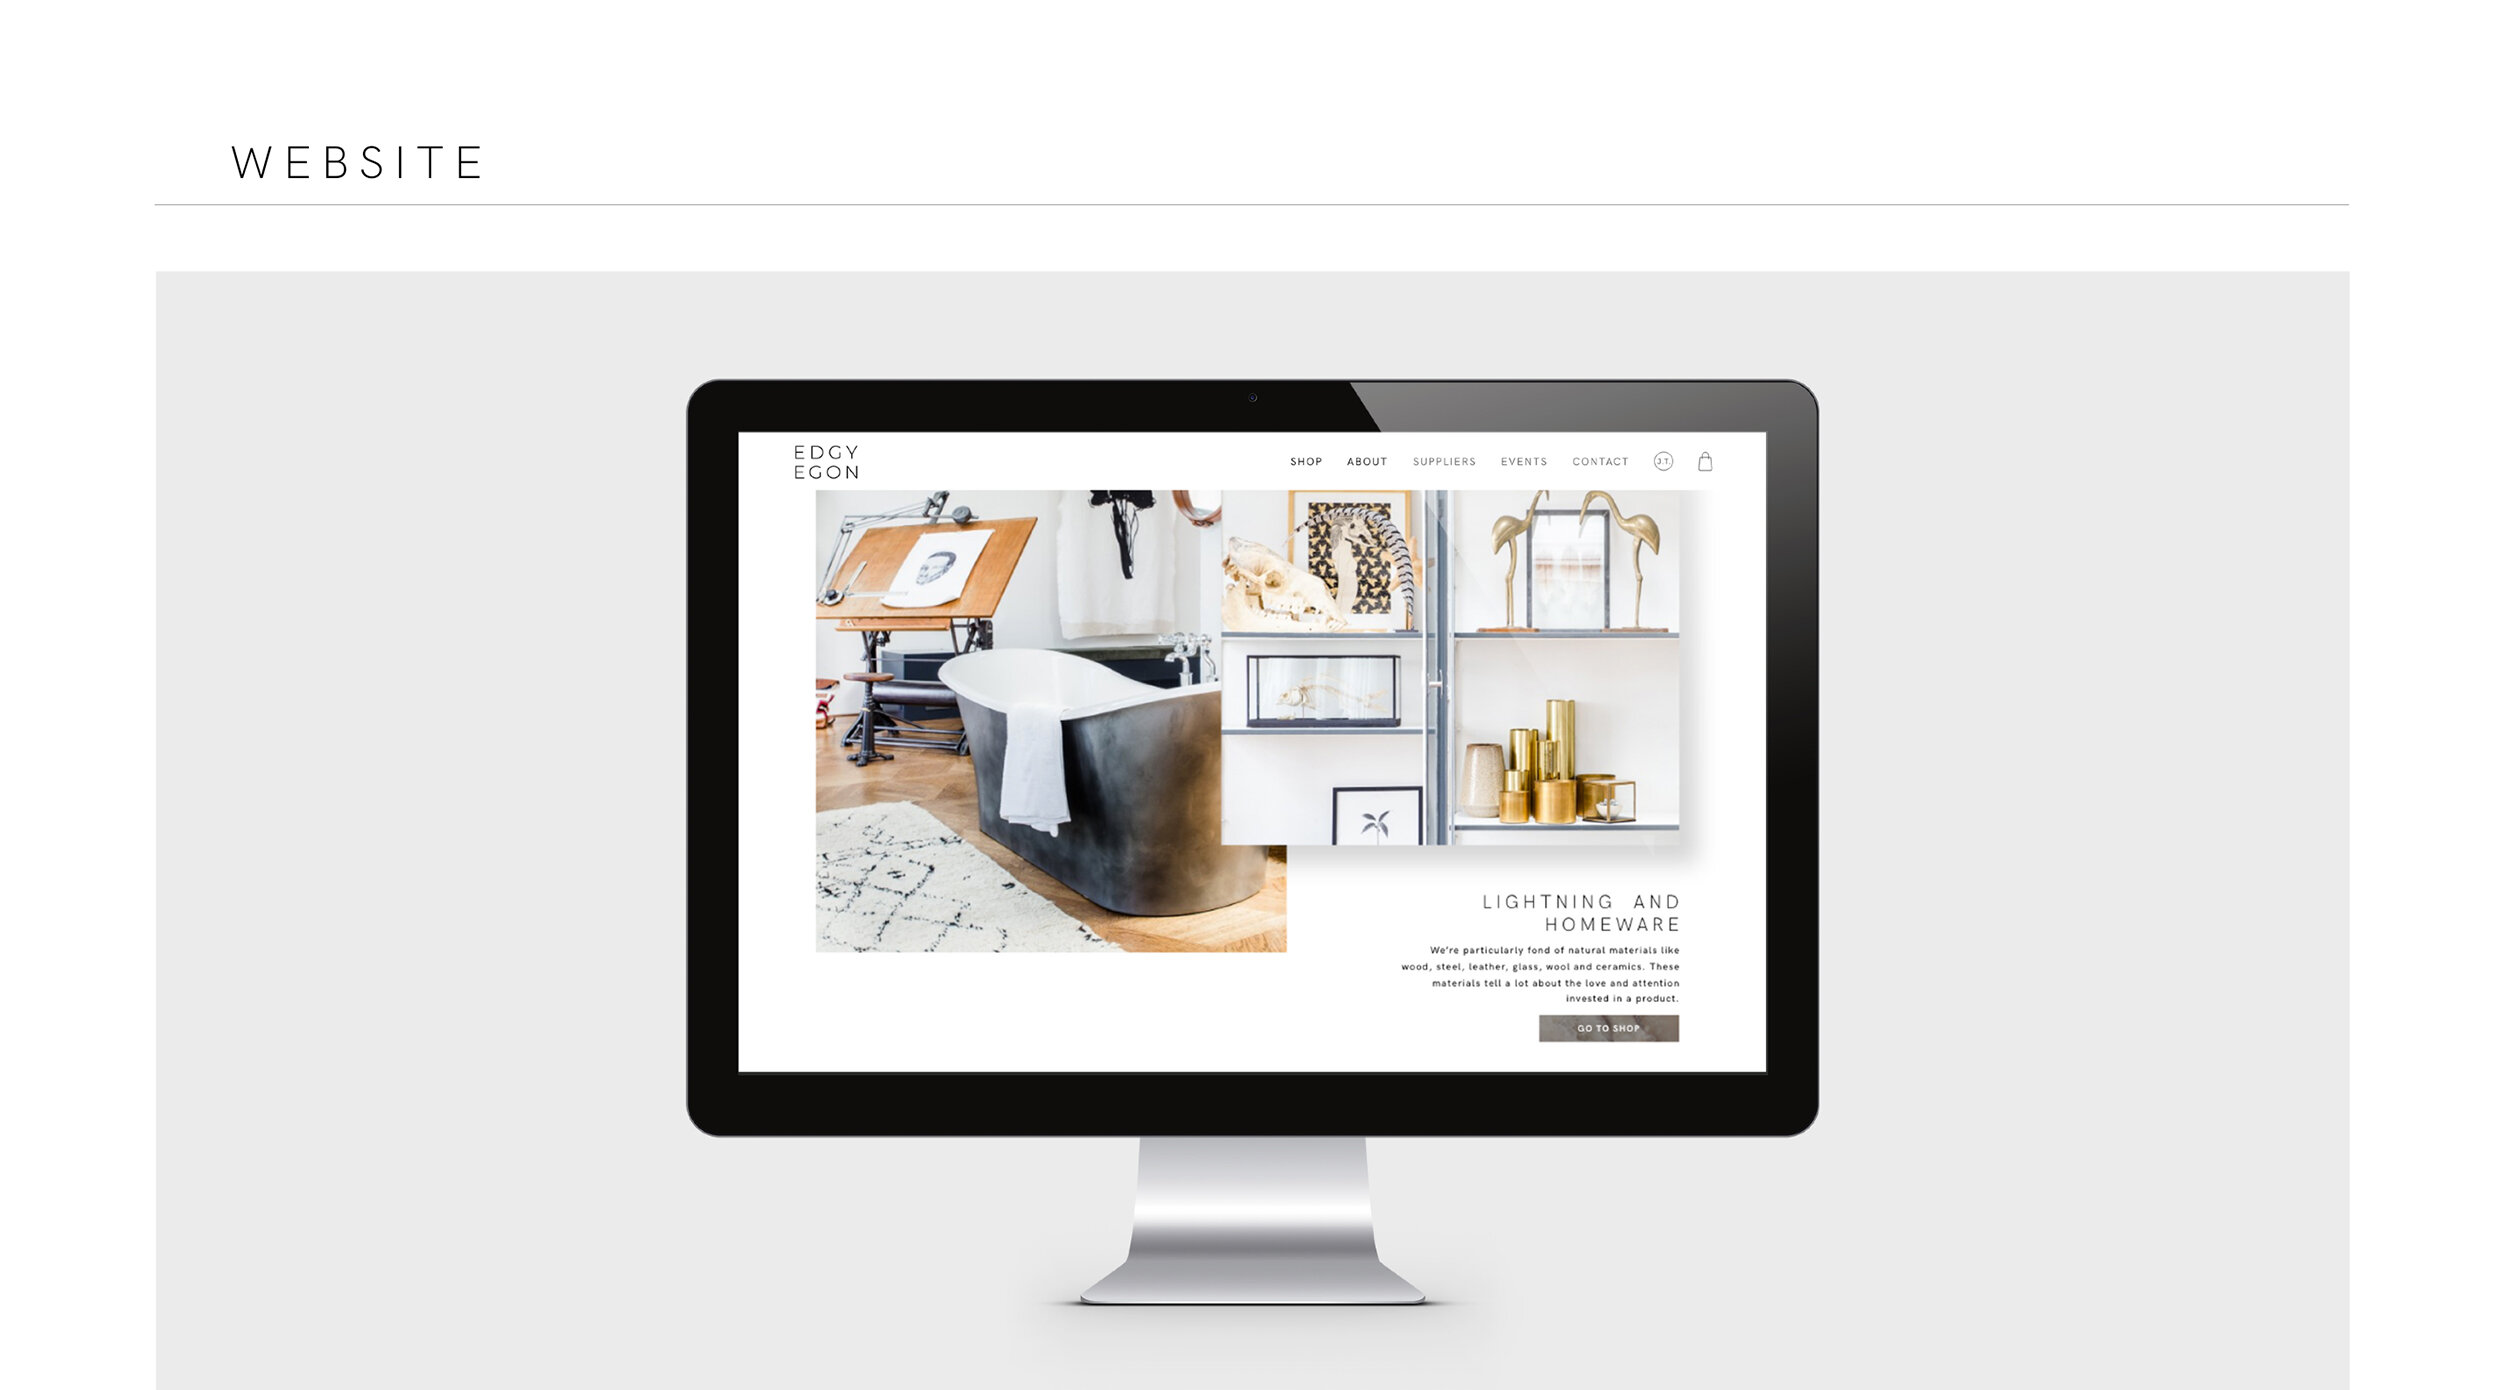 WEBSITE
EDGY
EGON
SHOP ABOUT SUPPLIERS EVENTS CONTACT J.T.
LIGHTNING AND
HOMEWARE
We're particularly fond of natural materials like
wood, steel, leather, glass, wool and ceramics. These
materials tell a lot about the love and attention
invested in a product.
GO TO SHOP